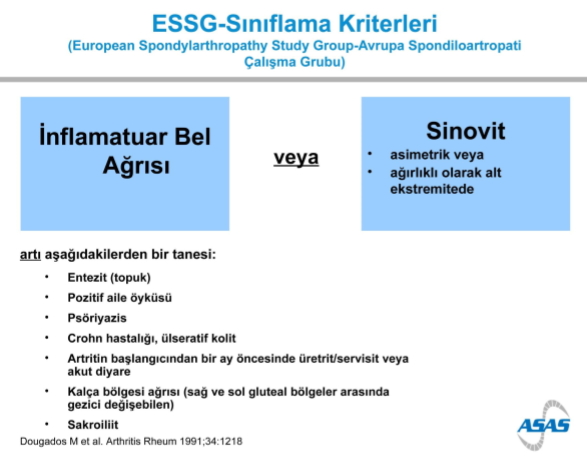 ESSG-Sınıflama Kriterleri
(European Spondylarthropathy Study Group-Avrupa Spondiloartropati
Çalışma Grubu)
İnflamatuar Bel
Ağrısı
veya
Sinovit
• asimetrik veya
• ağırlıklı olarak alt
ekstremitede
artı aşağıdakilerden bir tanesi:
• Entezit (topuk)
• Pozitif aile öyküsü
• Psöriyazis
• Crohn hastalığı, ülseratif kolit
• Artritin başlangıcından bir ay öncesinde üretrit/servisit veya
akut diyare
• Kalça bölgesi ağrısı (sağ ve sol gluteal bölgeler arasında
gezici değişebilen)
• Sakroiliit
Dougados M et al. Arthritis Rheum 1991;34:1218
ASAS